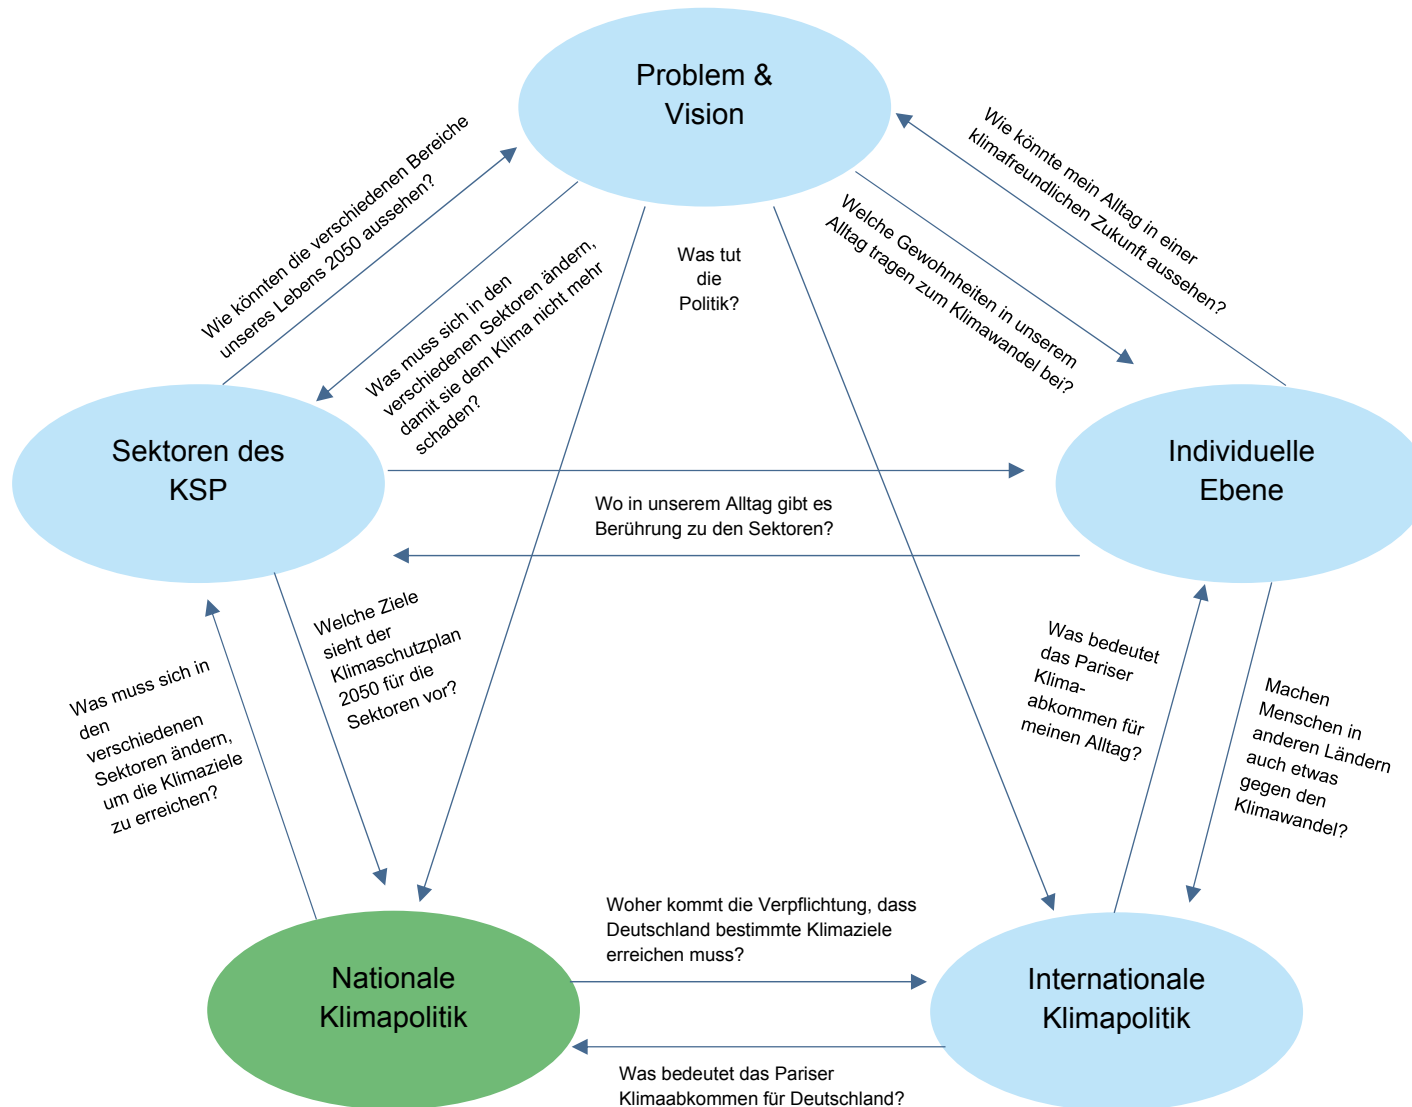 Problem &
Vision
Wie könnten die verschiedenen Bereiche
unseres Lebens 2050 aussehen?
Was muss sich in den
verschiedenen Sektoren ändern,
damit sie dem Klima nicht mehr
schaden?
Was tut
die
Politik?
Welche Gewohnheiten in unserem
Alltag tragen zum Klimawandel bei?
Wie könnte mein Alltag in einer
klimafreundlichen Zukunft aussehen?
Sektoren des
KSP
Individuelle
Ebene
Wo in unserem Alltag gibt es
Berührung zu den Sektoren?
Was muss sich in
den
verschiedenen
Sektoren ändern,
um die Klimaziele
zu erreichen?
Welche Ziele
sieht der
Klimaschutzplan
2050 für die
Sektoren vor?
Was bedeutet
das Pariser
Klima-
abkommen für
meinen Alltag?
Machen
Menschen in
anderen Ländern
auch etwas
gegen den
Klimawandel?
Nationale
Klimapolitik
Woher kommt die Verpflichtung, dass
Deutschland bestimmte Klimaziele
erreichen muss?
Internationale
Klimapolitik
Was bedeutet das Pariser
Klimaabkommen für Deutschland?